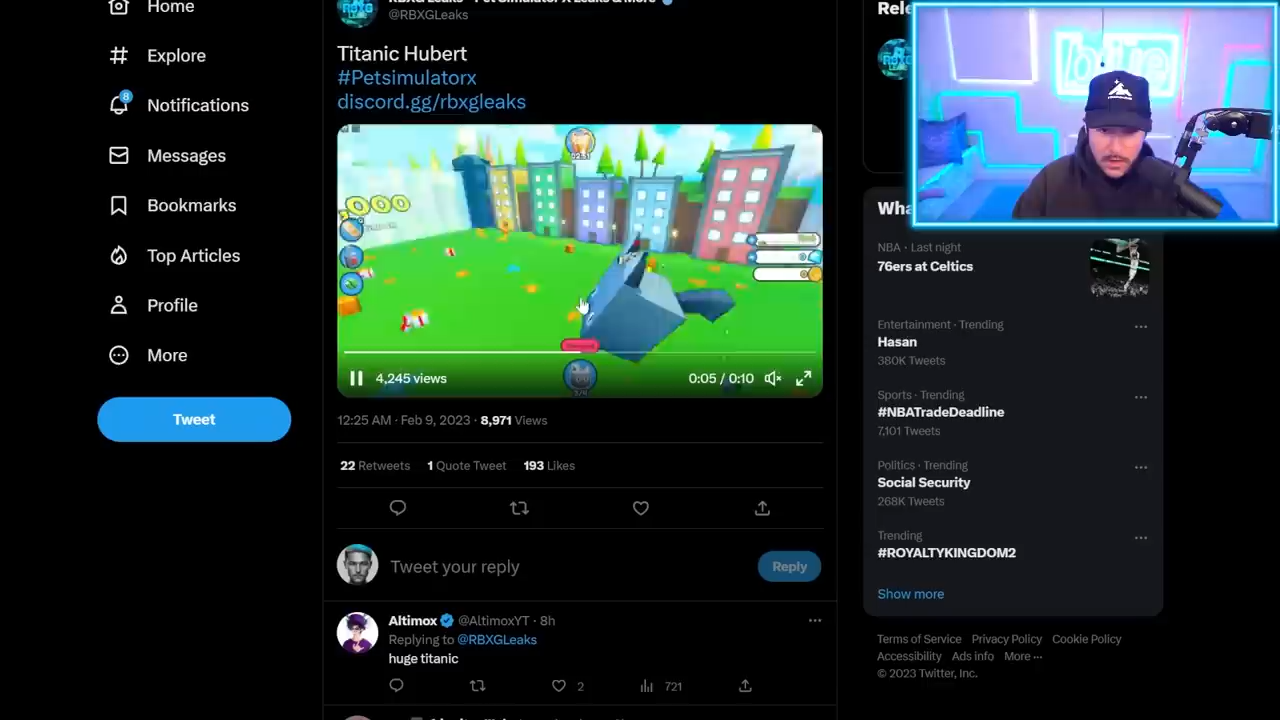 Home
Explore
8
Notifications
Messages
Bookmarks
Top Articles
Profile
More
Tweet
@RBXGLeaks
Titanic Hubert
#Petsimulatorx
discord.gg/rbxgleaks
4,245 views
0:05 / 0:10
12:25 AM · Feb 9, 2023 · 8,971 Views
22 Retweets 1 Quote Tweet 193 Likes
Tweet your reply
Reply
Altimox @AltimoxYT · 8h
Replying to @RBXGLeaks
huge titanic
2
721
Rele
blue
Wha
NBA · Last night
76ers at Celtics
Entertainment · Trending
Hasan
380K Tweets
Sports · Trending
#NBATradeDeadline
7,101 Tweets
Politics · Trending
Social Security
268K Tweets
Trending
#ROYALTYKINGDOM2
Show more
Terms of Service Privacy Policy Cookie Policy
Accessibility Ads info More ···
© 2023 Twitter, Inc.